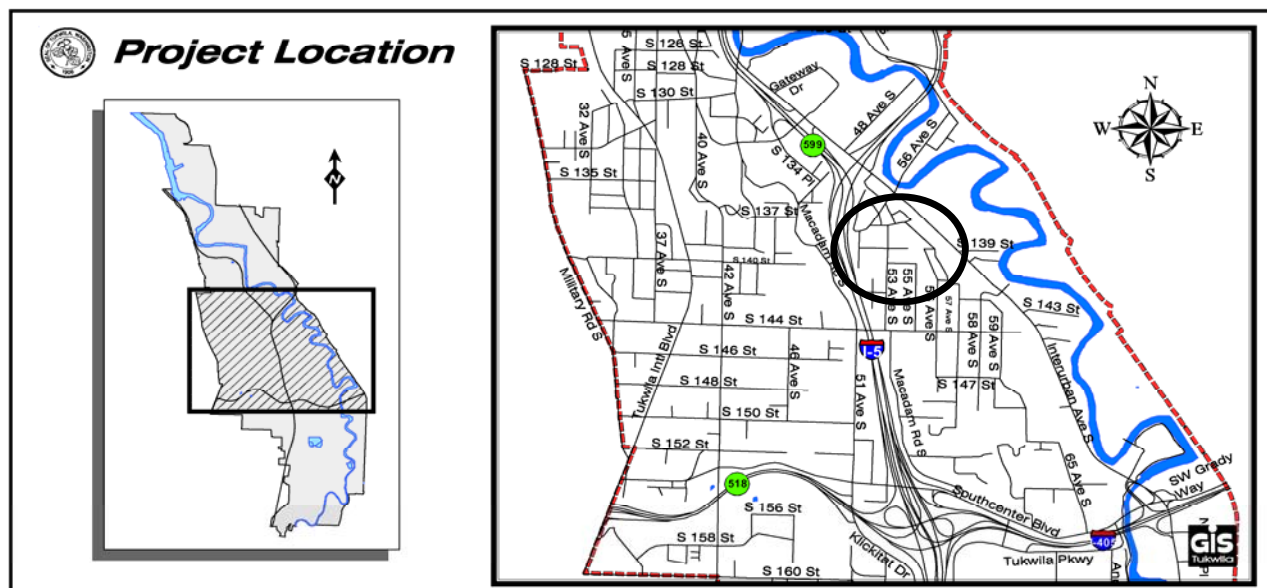 Project Location
SEAL OF TUKWILA, WASHINGTON
1908
N
S 126 St
S 128 St
S 128 St
S 130 St
Gateway
Dr
48 Ave S
56 Ave S
32 Ave S
40 Ave S
599
S 134 Pl
S 135 St
S 137 St
Macadam Rd S
S 139 St
S 140 St
37 Ave S
42 Ave S
Military Rd S
53 Ave S
55 Ave S
57 Ave S
58 Ave S
59 Ave S
S 143 St
S 144 St
Tukwila Intl Blvd
S 146 St
46 Ave S
I-5
S 147 St
Interurban Ave S
S 148 St
51 Ave S
Macadam Rd S
S 150 St
S 152 St
65 Ave S
SW Grady
Way
518
Southcenter Blvd
S 156 St
S 158 St
Klickitat Dr
I-405
Tukwila Pkwy
S 160 St
GIS
Tukwila
N
W
E
S